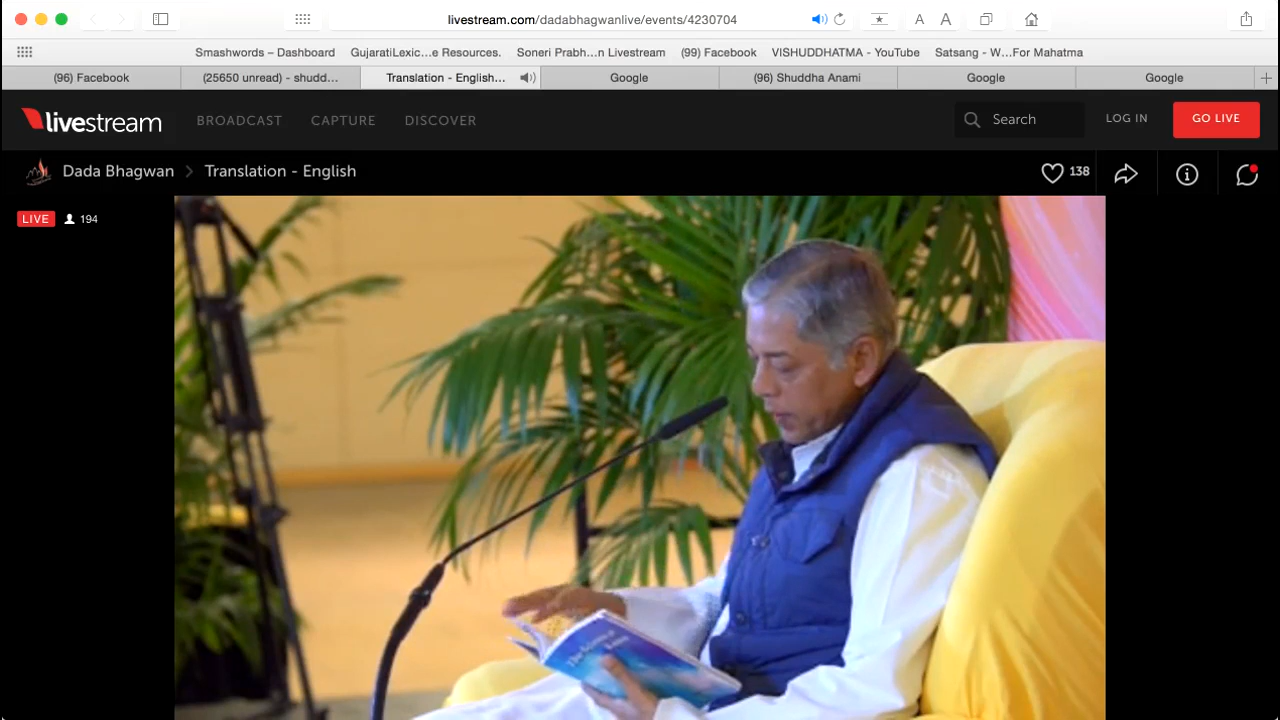 livestream.com/dadabhagwanlive/events/4230704
A A
Smashwords – Dashboard GujaratiLexic...e Resources. Soneri Prabh...n Livestream (99) Facebook VISHUDDHATMA - YouTube Satsang - W...For Mahatma
(96) Facebook (25650 unread) - shudd... Translation - English... Google (96) Shuddha Anami Google Google
livestream BROADCAST CAPTURE DISCOVER Search LOG IN GO LIVE
Dada Bhagwan Translation - English 138
LIVE 194